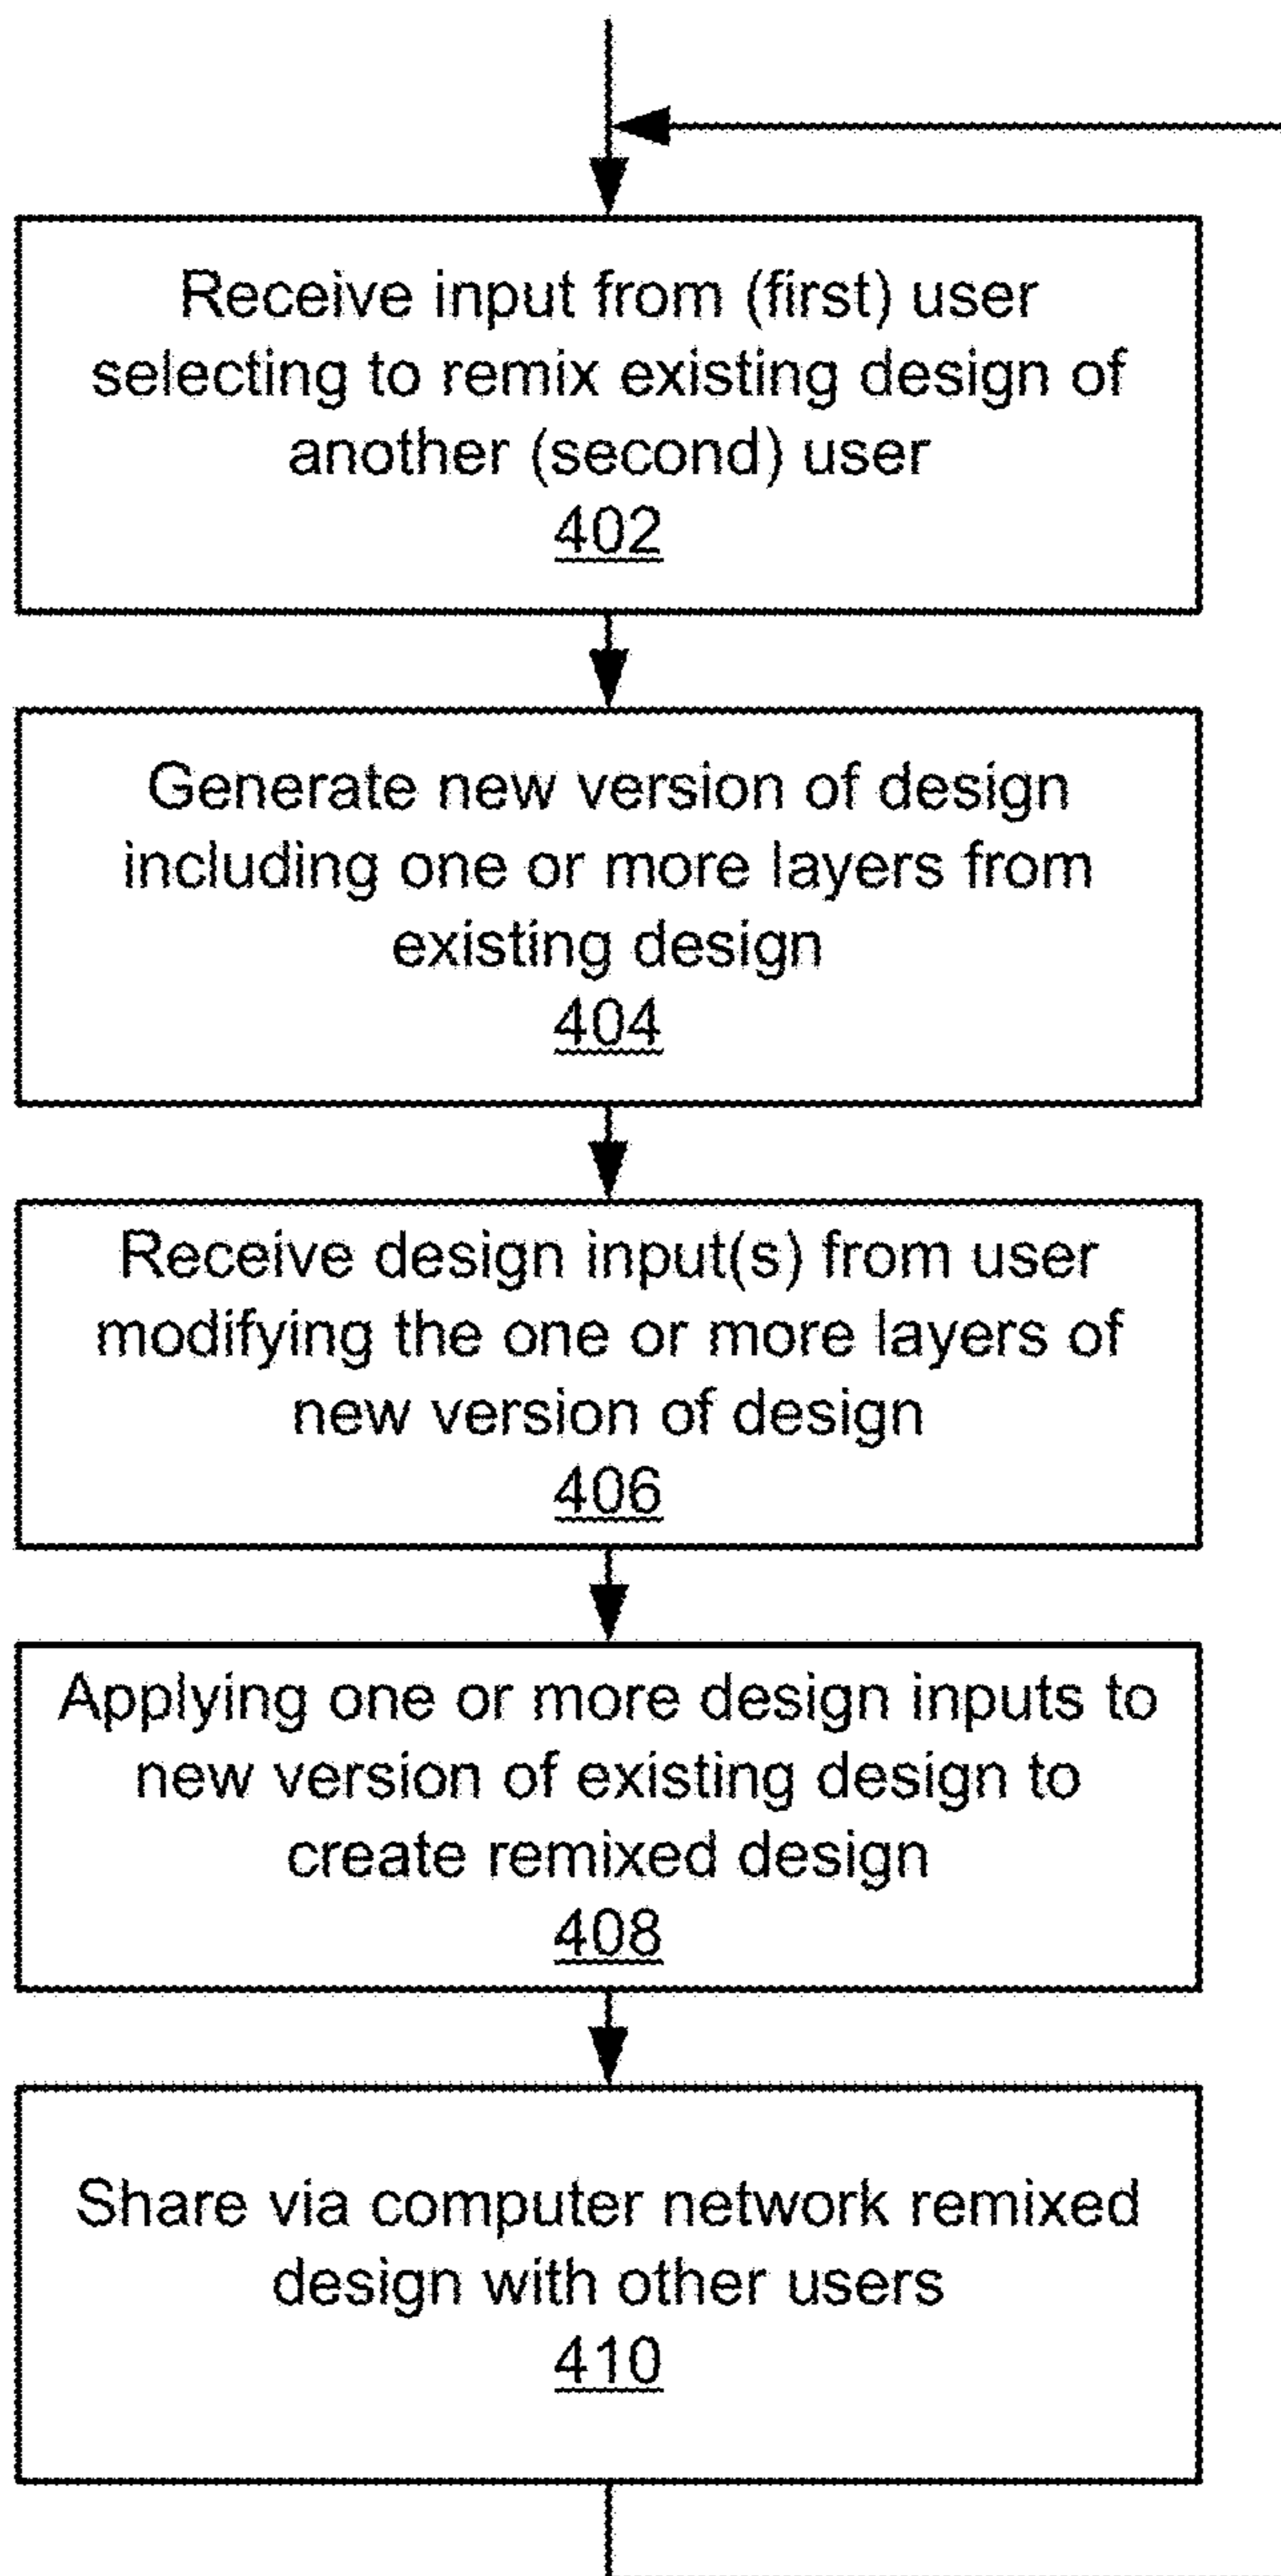 Receive input from (first) user
selecting to remix existing design of
another (second) user
402
Generate new version of design
including one or more layers from
existing design
404
Receive design input(s) from user
modifying the one or more layers of
new version of design
406
Applying one or more design inputs to
new version of existing design to
create remixed design
408
Share via computer network remixed
design with other users
410